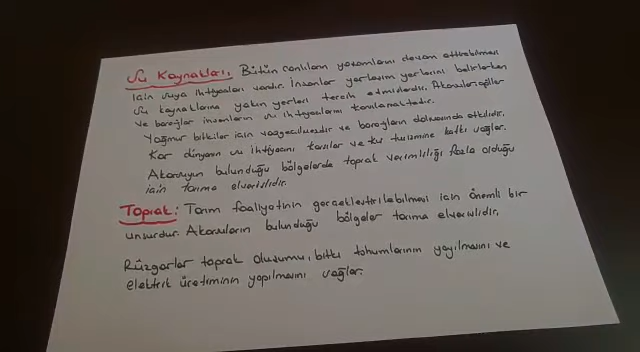 Su Kaynakları: Bütün canlıların yaşamlarını devam ettirebilmesi
için suya ihtiyaçları vardır. İnsanlar yerleşim yerlerini belirlerken
su kaynaklarına yakın yerleri tercih etmişlerdir. Akarsular, göller
ve barajlar insanların su ihtiyaçlarını karşılamaktadır.
Yağmur bitkiler için vazgeçilmezdir ve barajların dolmasında etkilidir.
Kar dünyanın su ihtiyacını karşılar ve kış turizmine katkı sağlar.
Akarsuyun bulunduğu bölgelerde toprak verimliliği fazla olduğu
için tarıma elverişlidir.
Toprak: Tarım faaliyetinin gerçekleştirilebilmesi için önemli bir
unsurdur. Akarsuların bulunduğu bölgeler tarıma elverişlidir.
Rüzgarlar toprak oluşumu, bitki tohumlarının yayılmasını ve
elektrik üretiminin yapılmasını sağlar.